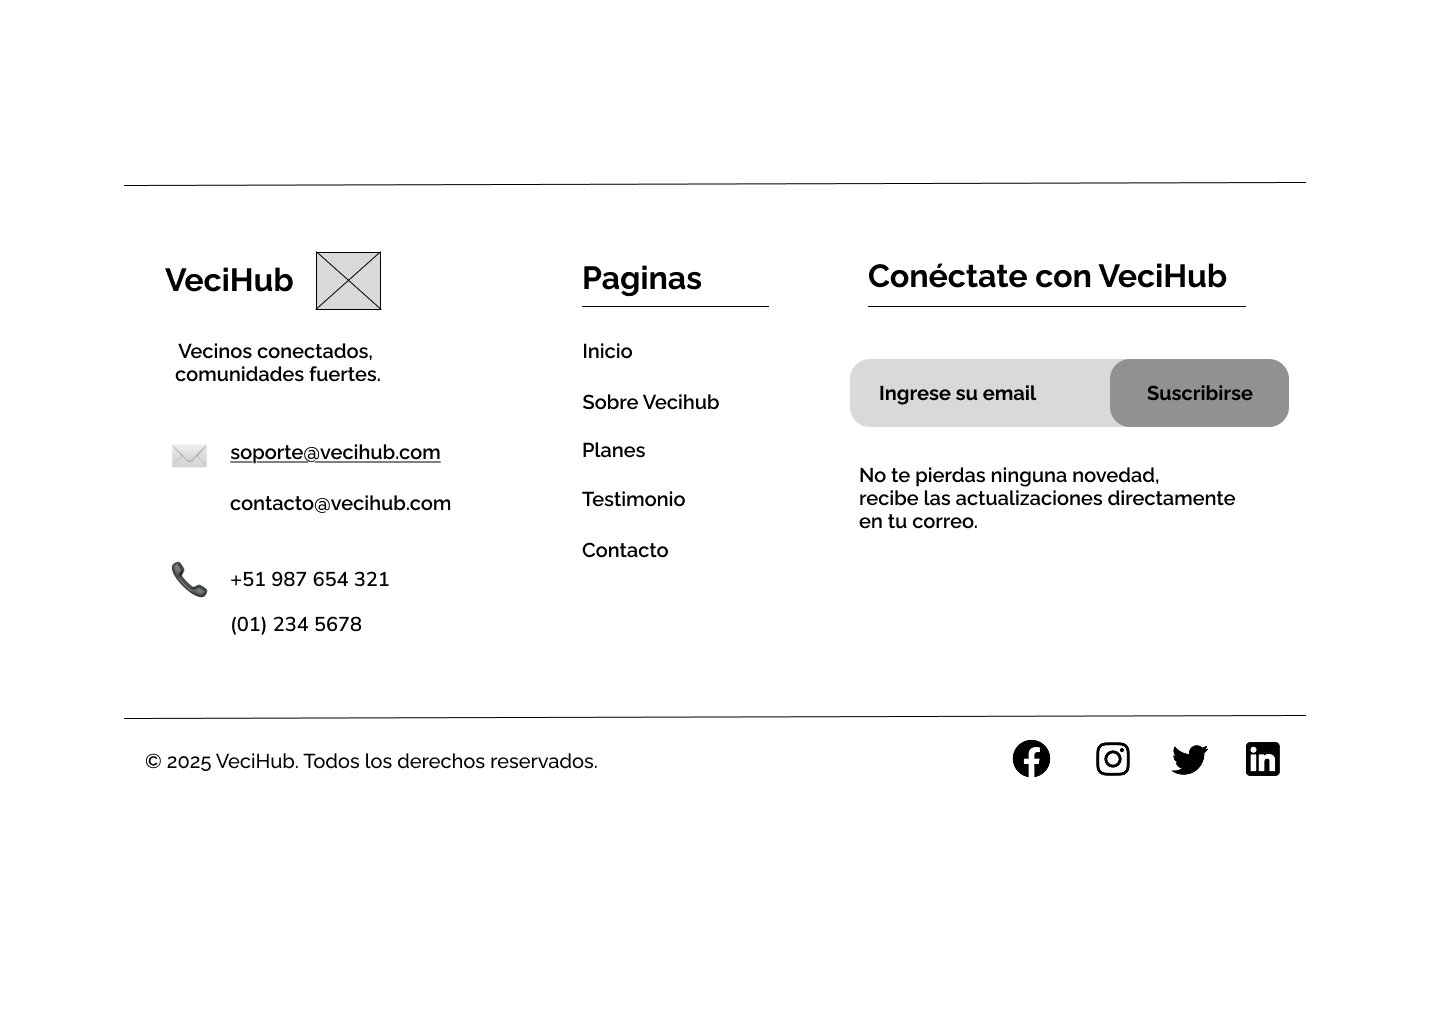 VeciHub
Vecinos conectados,
comunidades fuertes.
soporte@vecihub.com
contacto@vecihub.com
+51 987 654 321
(01) 234 5678
Paginas
Inicio
Sobre Vecihub
Planes
Testimonio
Contacto
Conéctate con VeciHub
Ingrese su email
Suscribirse
No te pierdas ninguna novedad,
recibe las actualizaciones directamente
en tu correo.
© 2025 VeciHub. Todos los derechos reservados.
in